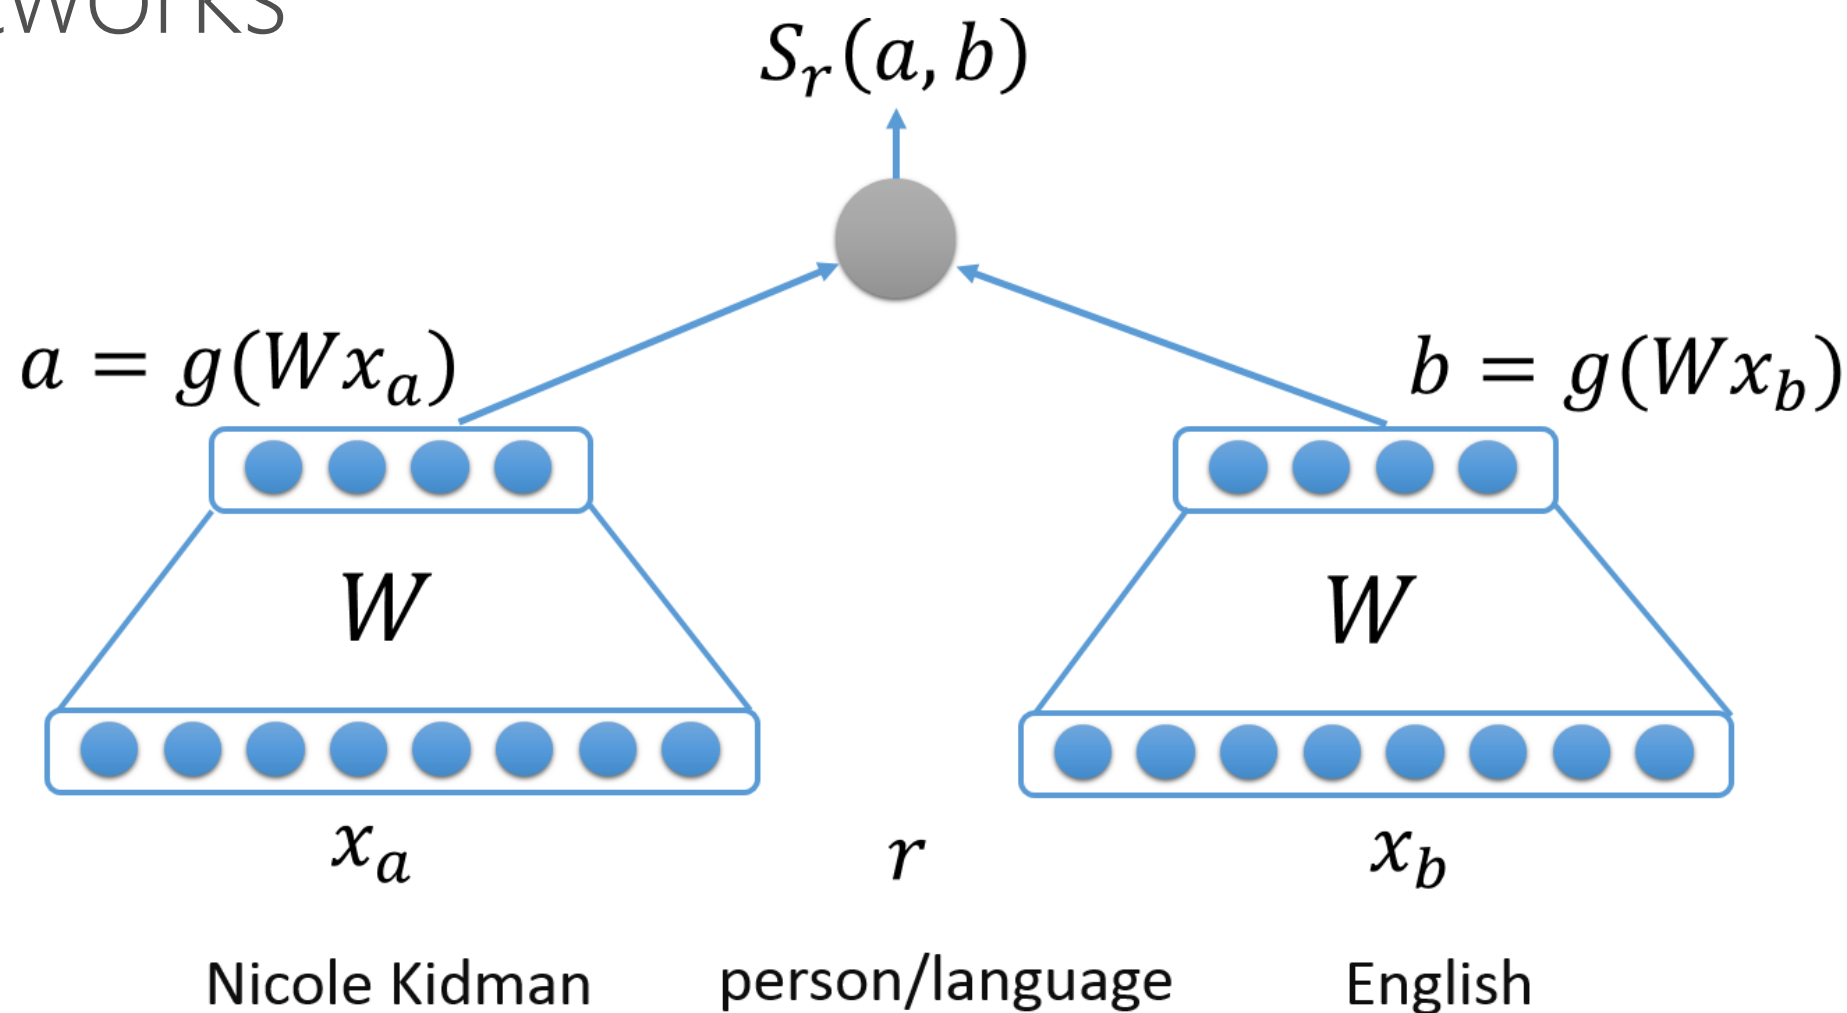 S_r(a, b)
a = g(Wx_a)
b = g(Wx_b)
W
W
x_a
r
x_b
Nicole Kidman
person/language
English